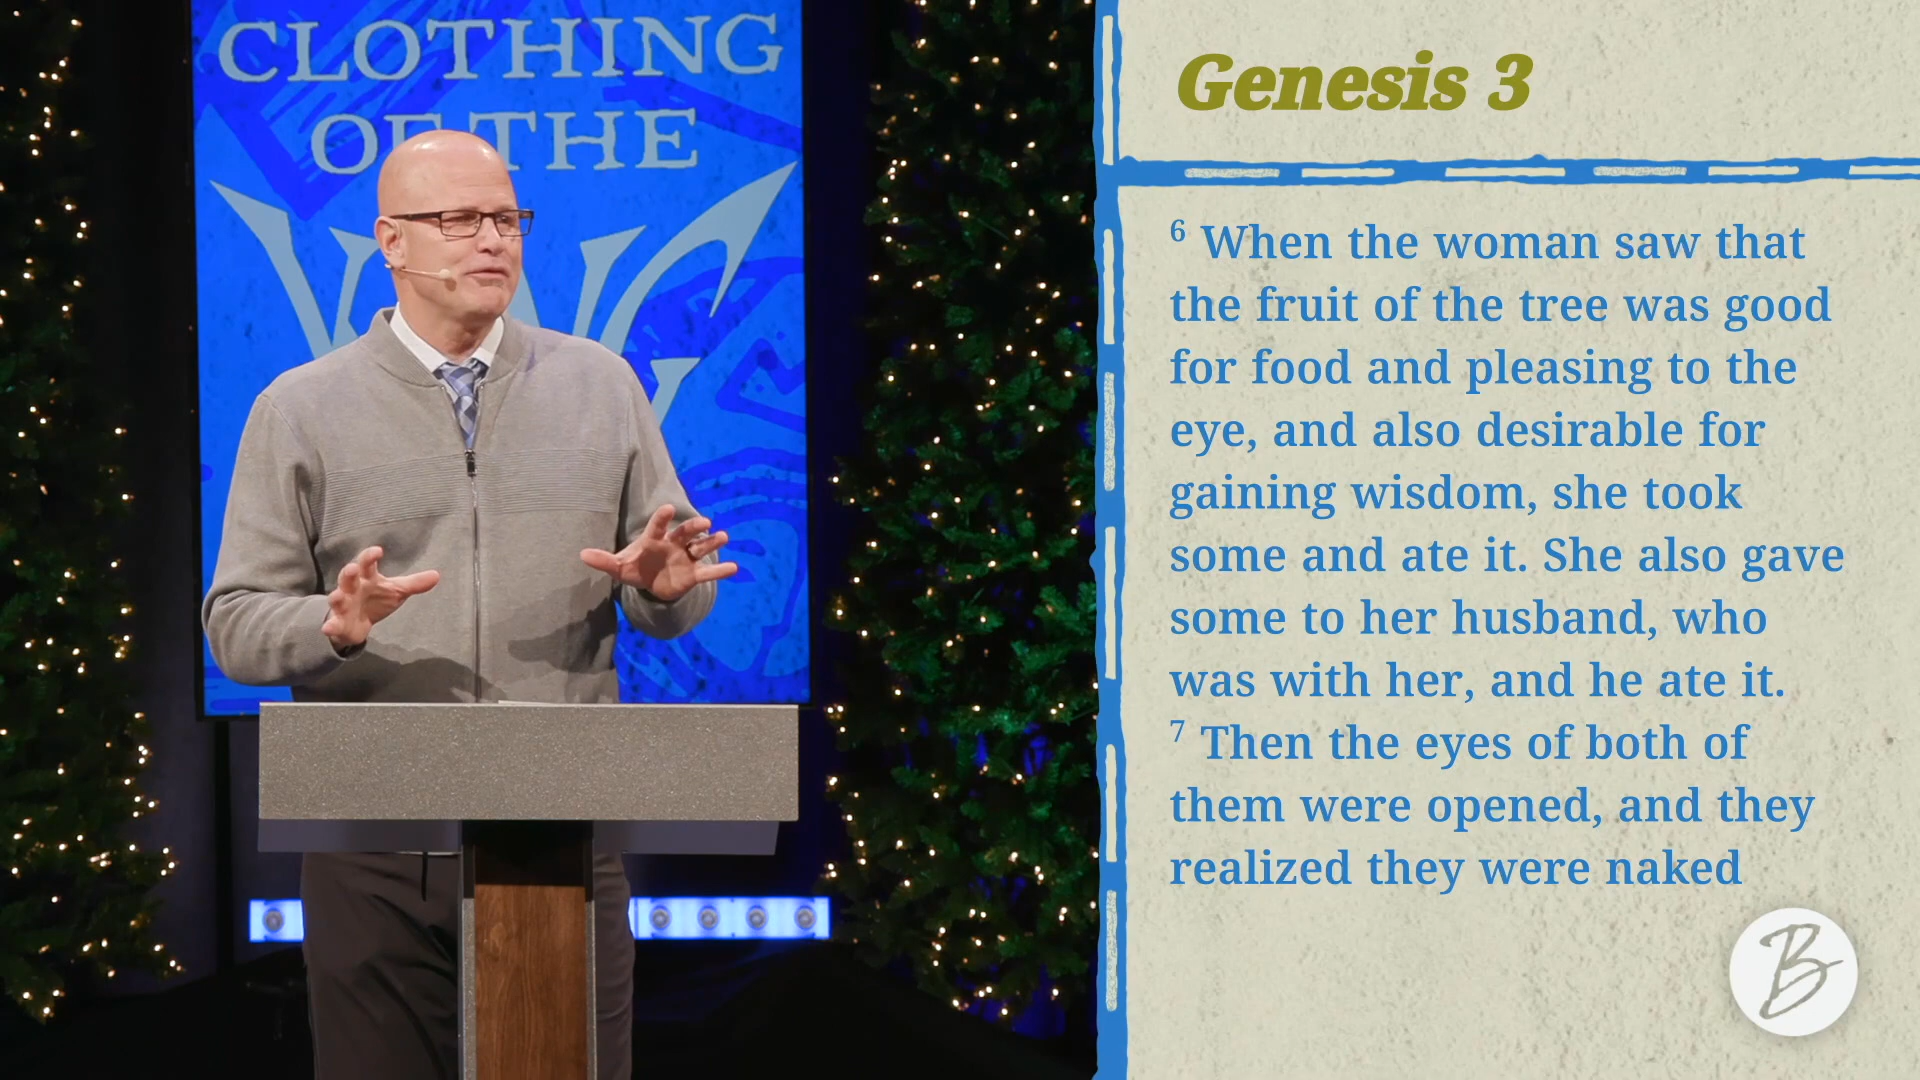 CLOTHING
OF THE
Genesis 3
6 When the woman saw that
the fruit of the tree was good
for food and pleasing to the
eye, and also desirable for
gaining wisdom, she took
some and ate it. She also gave
some to her husband, who
was with her, and he ate it.
7 Then the eyes of both of
them were opened, and they
realized they were naked
B